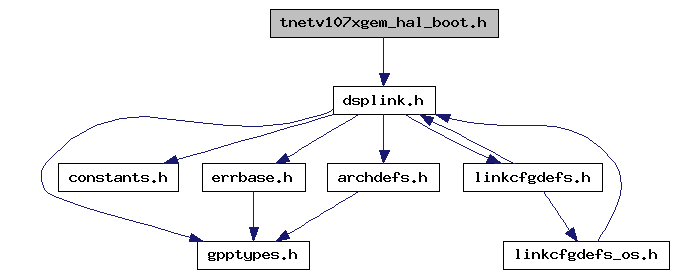 tnetv107xgem_hal_boot.h
dsplink.h
constants.h
errbase.h
archdefs.h
linkcfgdefs.h
gpptypes.h
linkcfgdefs_os.h